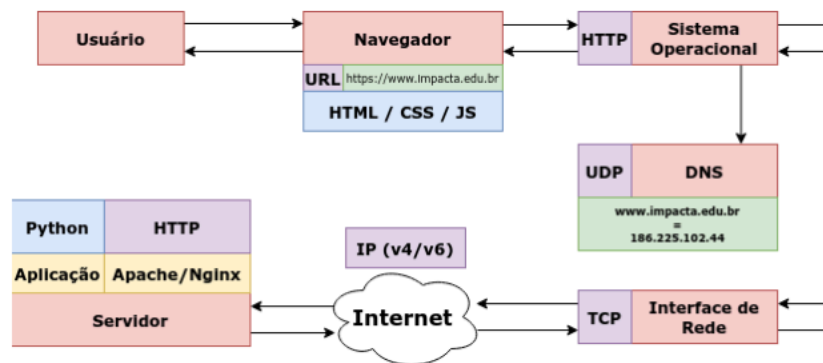 Usuário
Navegador
HTTP
Sistema
Operacional
URL
https://www.impacta.edu.br
HTML / CSS / JS
UDP
DNS
www.impacta.edu.br
=
186.225.102.44
Python
HTTP
IP (v4/v6)
Aplicação
Apache/Nginx
Servidor
Internet
TCP
Interface de
Rede